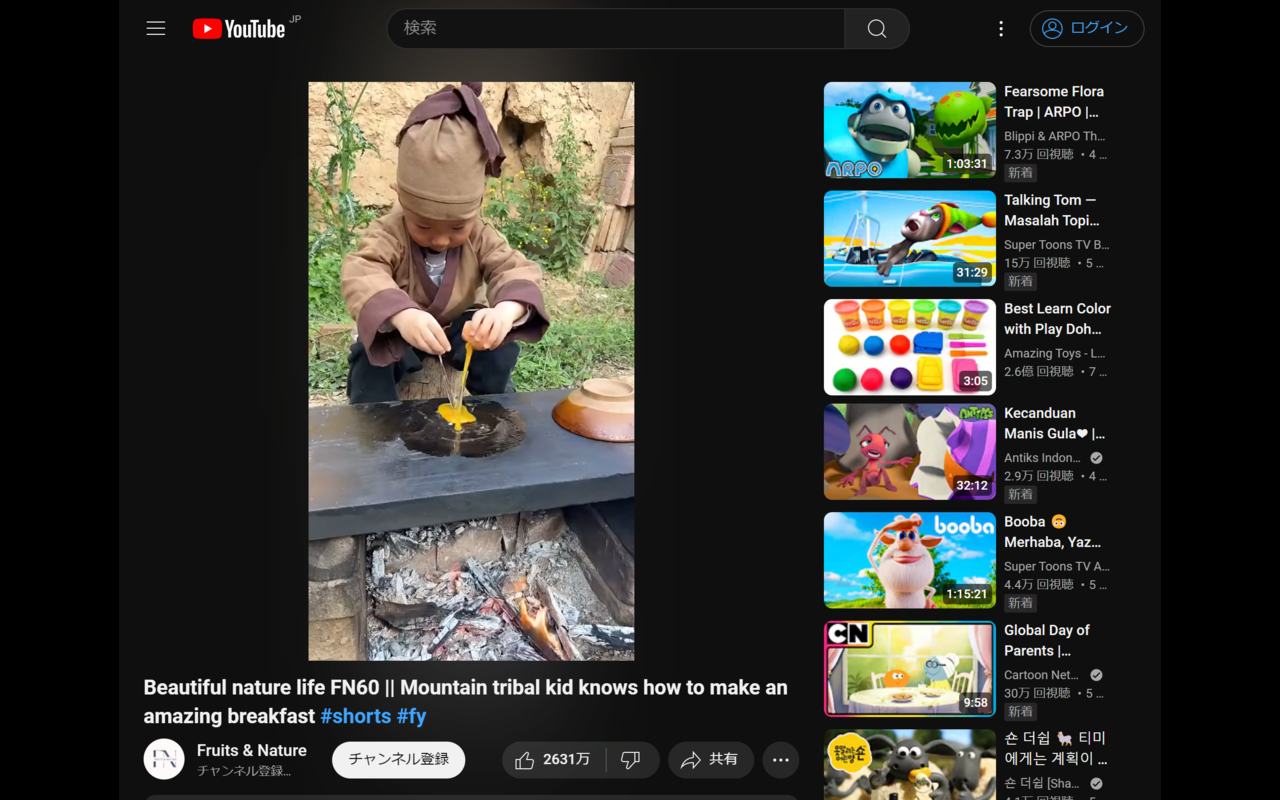 YouTube JP
検索
ログイン
Beautiful nature life FN60 || Mountain tribal kid knows how to make an
amazing breakfast #shorts #fy
FN
Fruits & Nature
チャンネル登録...
チャンネル登録
2631万
共有
ARPO
1:03:31
Fearsome Flora
Trap | ARPO |...
Blippi & ARPO Th...
7.3万 回視聴 • 4 ...
新着
31:29
Talking Tom —
Masalah Topi...
Super Toons TV B...
15万 回視聴 • 5 ...
新着
3:05
Best Learn Color
with Play Doh...
Amazing Toys - L...
2.6億 回視聴 • 7 ...
ANTIKS
32:12
Kecanduan
Manis Gula❤ |...
Antiks Indon...
2.9万 回視聴 • 4 ...
新着
booba
1:15:21
Booba 🙆
Merhaba, Yaz...
Super Toons TV A...
4.4万 回視聴 • 5 ...
新着
CN
9:58
Global Day of
Parents |...
Cartoon Net...
30万 回視聴 • 5 ...
新着
숀 더쉽 🐑 티미
에게는 계획이 ...
숀 더쉽 [Sha...